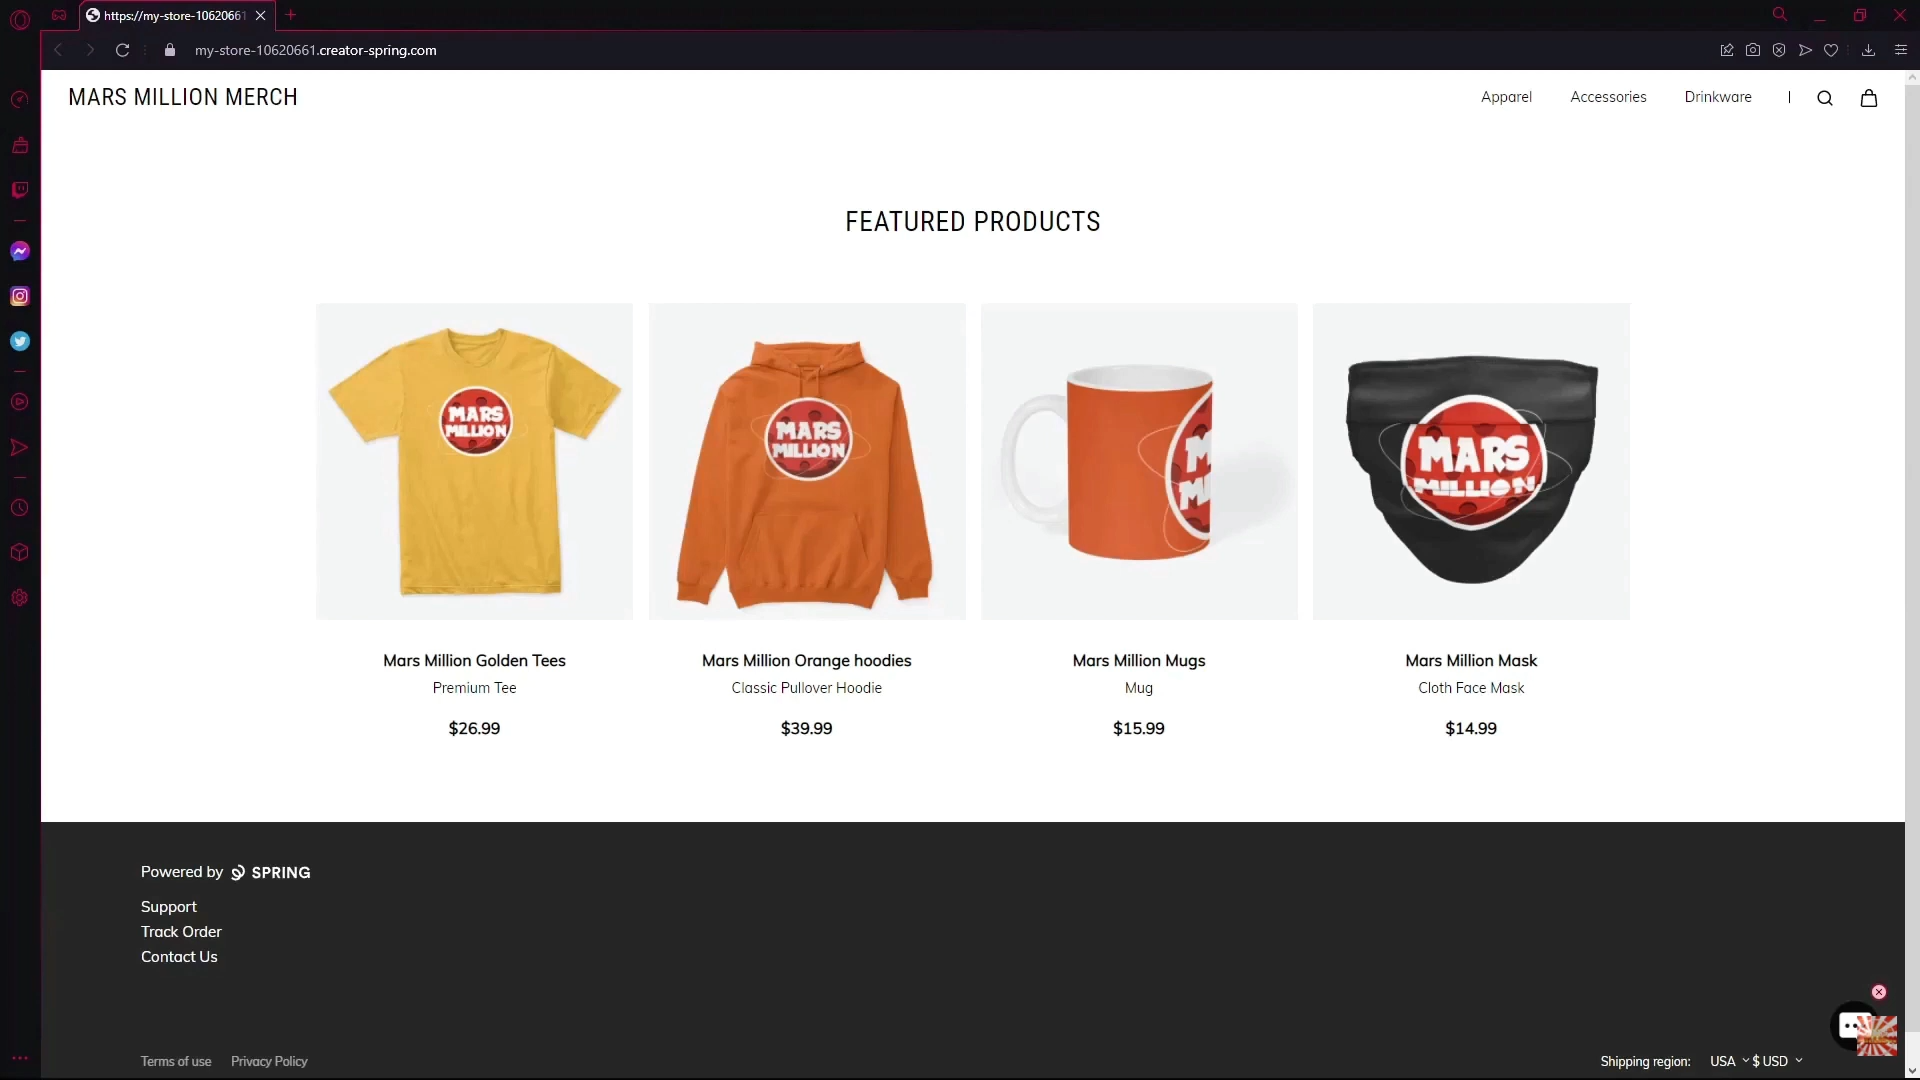 https://my-store-10620661
my-store-10620661.creator-spring.com
MARS MILLION MERCH
Apparel
Accessories
Drinkware
FEATURED PRODUCTS
MARS
MILLION
MARS
MILLION
M
MI
MARS
MILLION
Mars Million Golden Tees
Premium Tee
$26.99
Mars Million Orange hoodies
Classic Pullover Hoodie
$39.99
Mars Million Mugs
Mug
$15.99
Mars Million Mask
Cloth Face Mask
$14.99
Powered by SPRING
Support
Track Order
Contact Us
Terms of use
Privacy Policy
Shipping region:
USA
$ USD